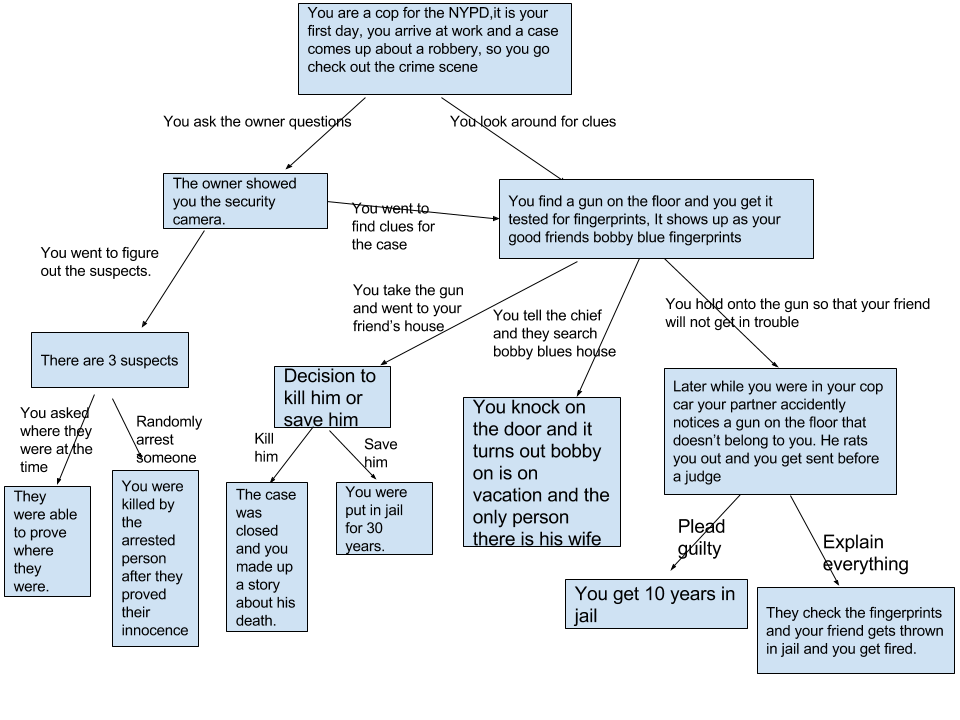 You are a cop for the NYPD,it is your
first day, you arrive at work and a case
comes up about a robbery, so you go
check out the crime scene
You ask the owner questions
You look around for clues
The owner showed
you the security
camera.
You went to
find clues for
the case
You find a gun on the floor and you get it
tested for fingerprints, It shows up as your
good friends bobby blue fingerprints
You went to figure
out the suspects.
You take the gun
and went to your
friend's house
You tell the chief
and they search
bobby blues house
You hold onto the gun so that your friend
will not get in trouble
There are 3 suspects
Decision to
kill him or
save him
You knock on
the door and it
turns out bobby
on is on
vacation and the
only person
there is his wife
Later while you were in your cop
car your partner accidently
notices a gun on the floor that
doesn't belong to you. He rats
you out and you get sent before
a judge
You asked
where they
were at the
time
Randomly
arrest
someone
Kill
him
Save
him
They
were able
to prove
where
they
were.
You were
killed by
the
arrested
person
after they
proved
their
innocence
The case
was
closed
and you
made up
a story
about his
death.
You were
put in jail
for 30
years.
Plead
guilty
Explain
everything
You get 10 years in
jail
They check the fingerprints
and your friend gets thrown
in jail and you get fired.